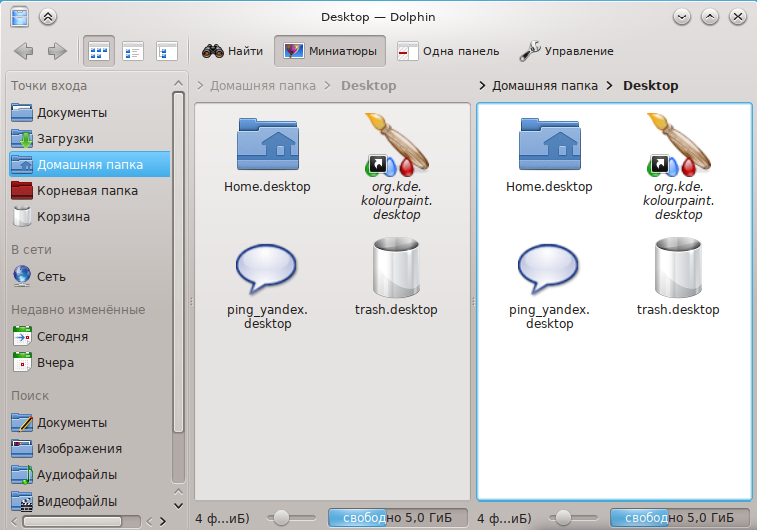 Desktop — Dolphin
Найти
Миниатюры
Одна панель
Управление
Точки входа
Документы
Загрузки
Домашняя папка
Корневая папка
Корзина
В сети
Сеть
Недавно изменённые
Сегодня
Вчера
Поиск
Документы
Изображения
Аудиофайлы
Видеофайлы
Домашняя папка > Desktop
Home.desktop
org.kde.
kolourpaint.
desktop
ping_yandex.
desktop
trash.desktop
4 ф...иБ)
свободно 5,0 ГиБ
Домашняя папка > Desktop
Home.desktop
org.kde.
kolourpaint.
desktop
ping_yandex.
desktop
trash.desktop
4 ф...иБ)
свободно 5,0 ГиБ